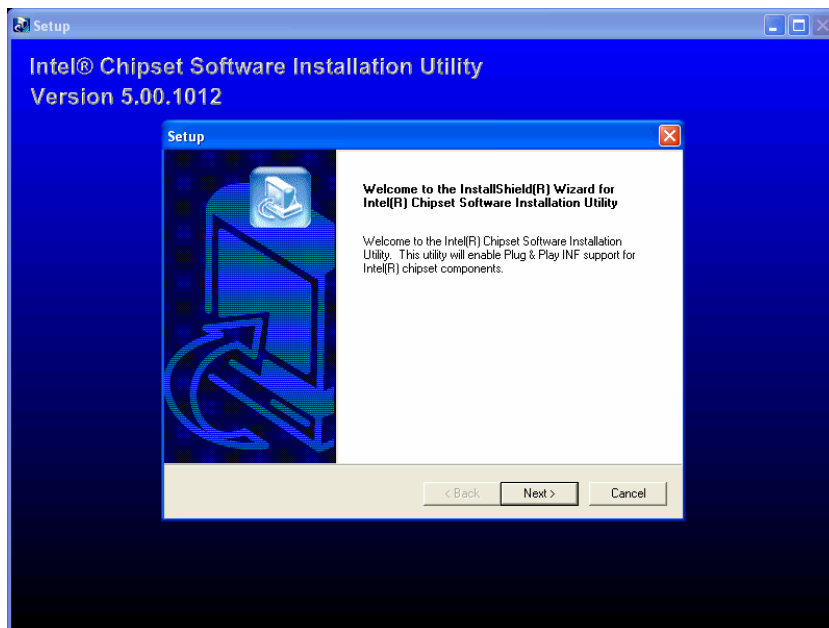 Setup
Intel® Chipset Software Installation Utility
Version 5.00.1012
Setup
Welcome to the InstallShield(R) Wizard for
Intel(R) Chipset Software Installation Utility
Welcome to the Intel(R) Chipset Software Installation
Utility. This utility will enable Plug & Play INF support for
Intel(R) chipset components.
< Back
Next >
Cancel